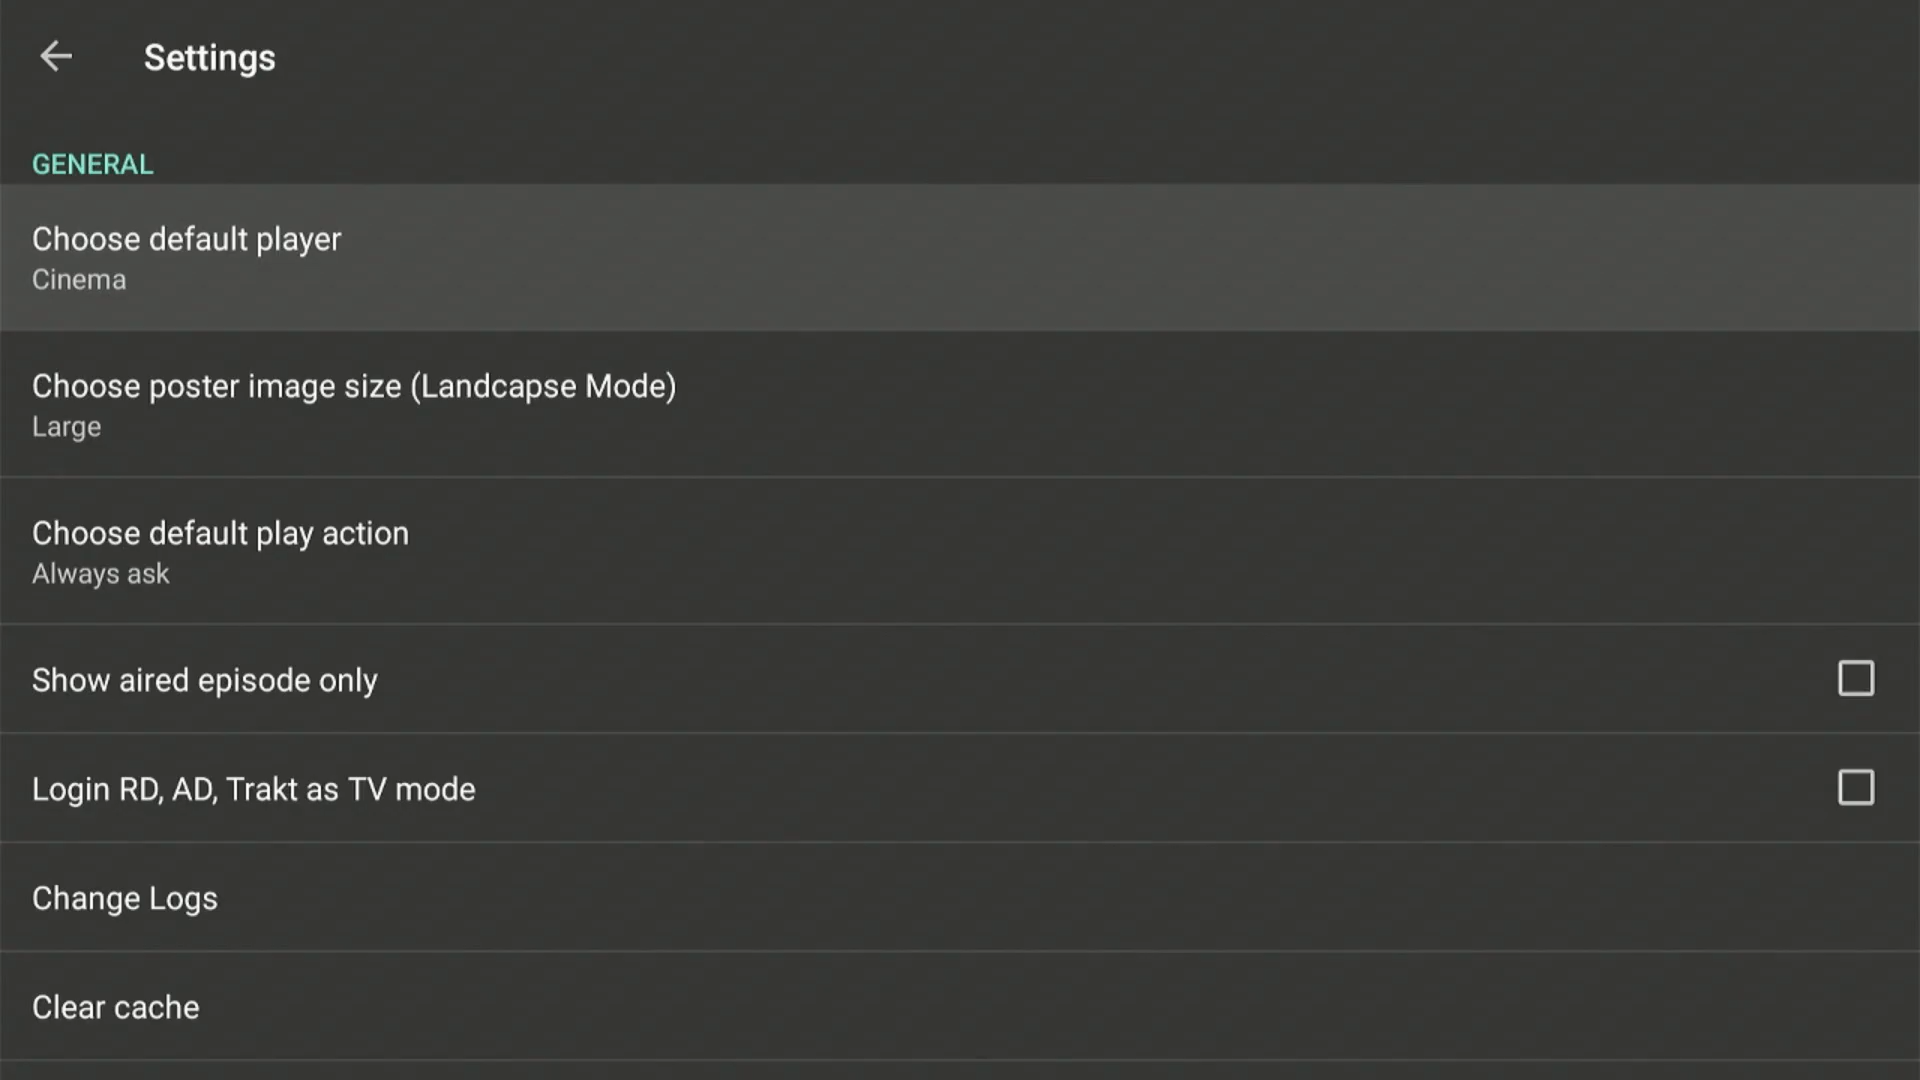 Settings
GENERAL
Choose default player
Cinema
Choose poster image size (Landcapse Mode)
Large
Choose default play action
Always ask
Show aired episode only
Login RD, AD, Trakt as TV mode
Change Logs
Clear cache